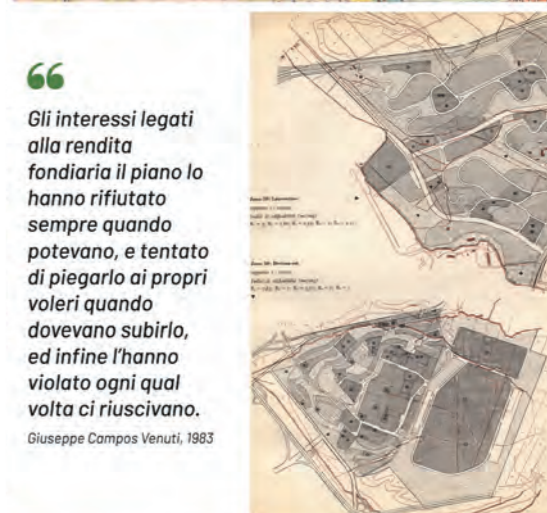 Gli interessi legati
alla rendita
fondiaria il piano lo
hanno rifiutato
sempre quando
potevano, e tentato
di piegarlo ai propri
voleri quando
dovevano subirlo,
ed infine l’hanno
violato ogni qual
volta ci riuscivano.
Giuseppe Campos Venuti, 1983